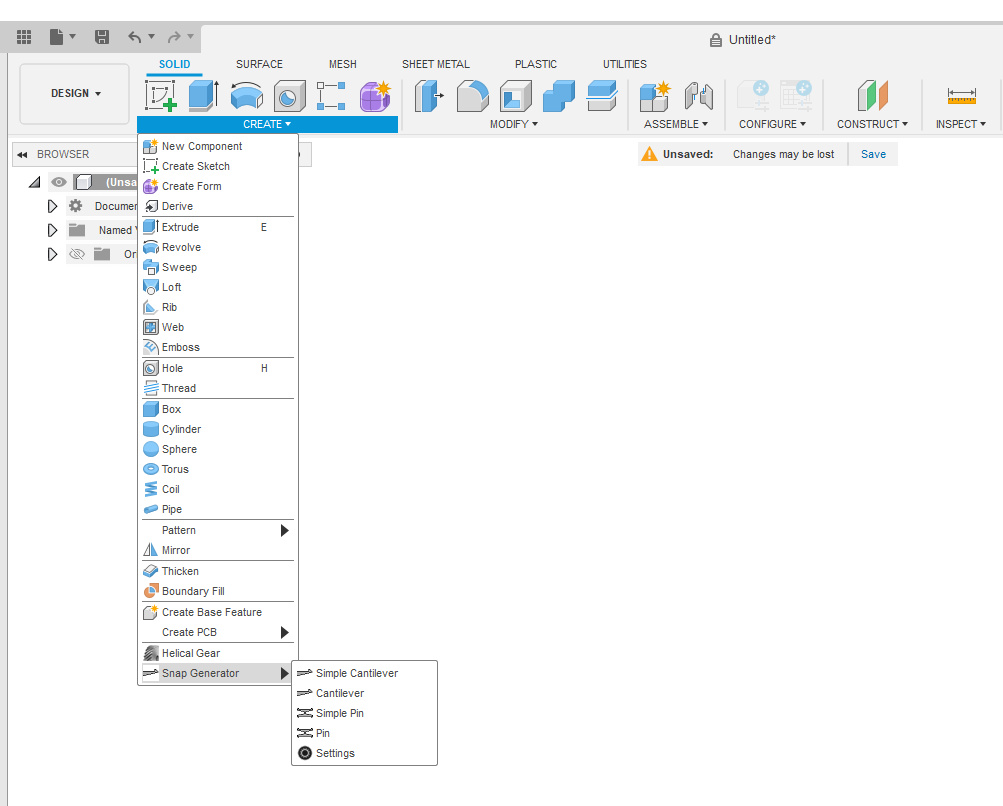 Untitled*
SOLID SURFACE MESH SHEET METAL PLASTIC UTILITIES
DESIGN
CREATE MODIFY ASSEMBLE CONFIGURE CONSTRUCT INSPECT
BROWSER
Unsaved: Changes may be lost Save
(Unsa
Documen
Named
Or
New Component
Create Sketch
Create Form
Derive
Extrude E
Revolve
Sweep
Loft
Rib
Web
Emboss
Hole H
Thread
Box
Cylinder
Sphere
Torus
Coil
Pipe
Pattern
Mirror
Thicken
Boundary Fill
Create Base Feature
Create PCB
Helical Gear
Snap Generator
Simple Cantilever
Cantilever
Simple Pin
Pin
Settings